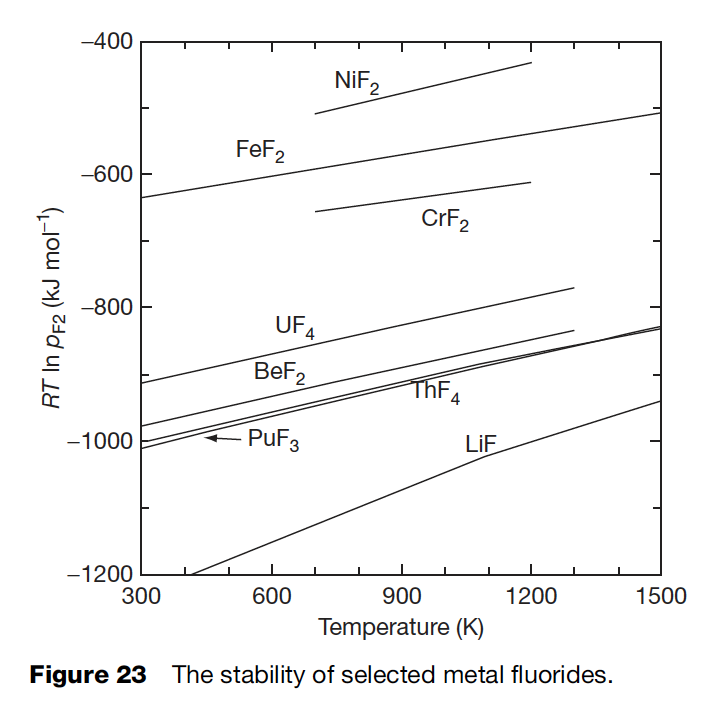 −400
NiF2
FeF2
−600
CrF2
RT ln pF2 (kJ mol−1)
−800
UF4
BeF2
ThF4
−1000
PuF3
LiF
−1200
300 600 900 1200 1500
Temperature (K)
Figure 23 The stability of selected metal fluorides.